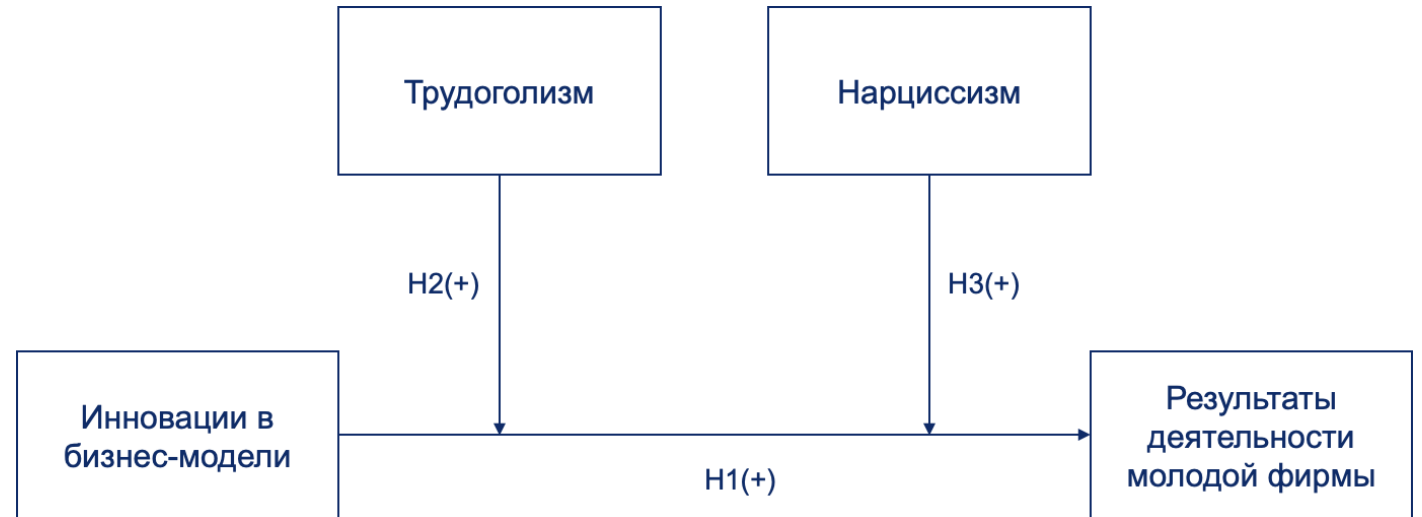 Трудоголизм
Нарциссизм
H2(+)
H3(+)
Инновации в
бизнес-модели
H1(+)
Результаты
деятельности
молодой фирмы